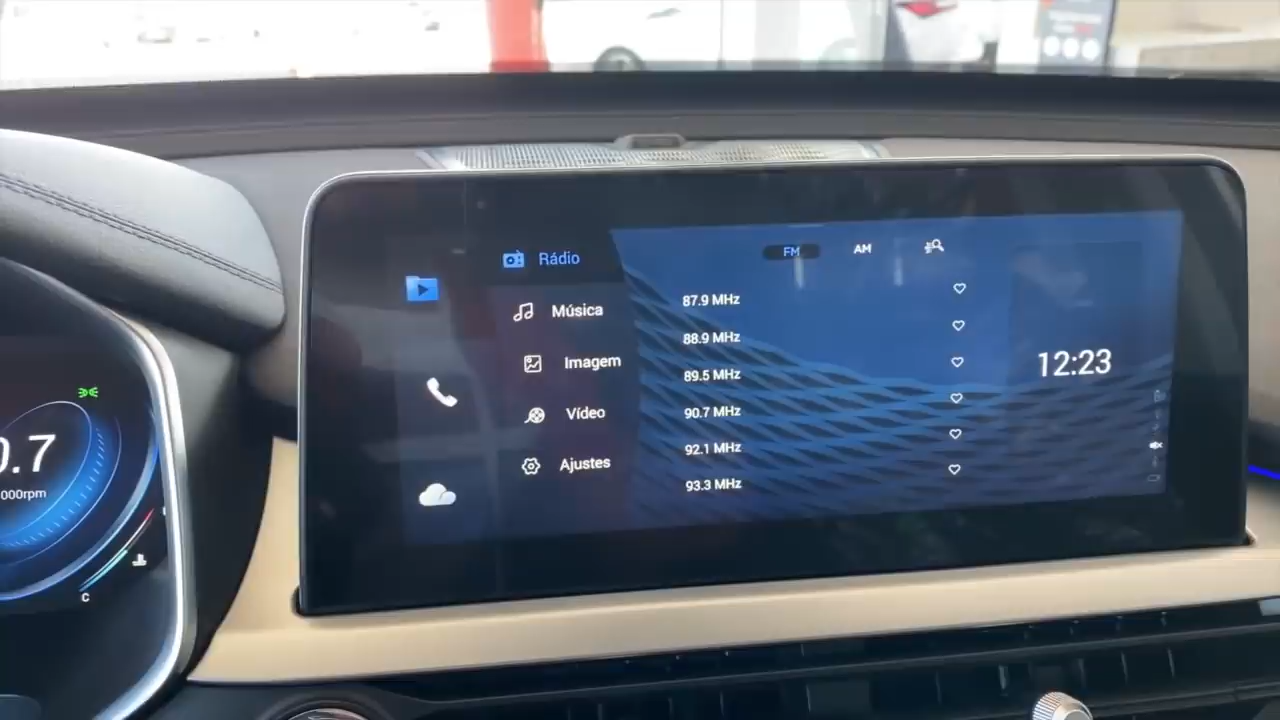 Rádio
Música
Imagem
Vídeo
Ajustes
FM
AM
87.9 MHz
88.9 MHz
89.5 MHz
90.7 MHz
92.1 MHz
93.3 MHz
12:23
0.7
000rpm
C